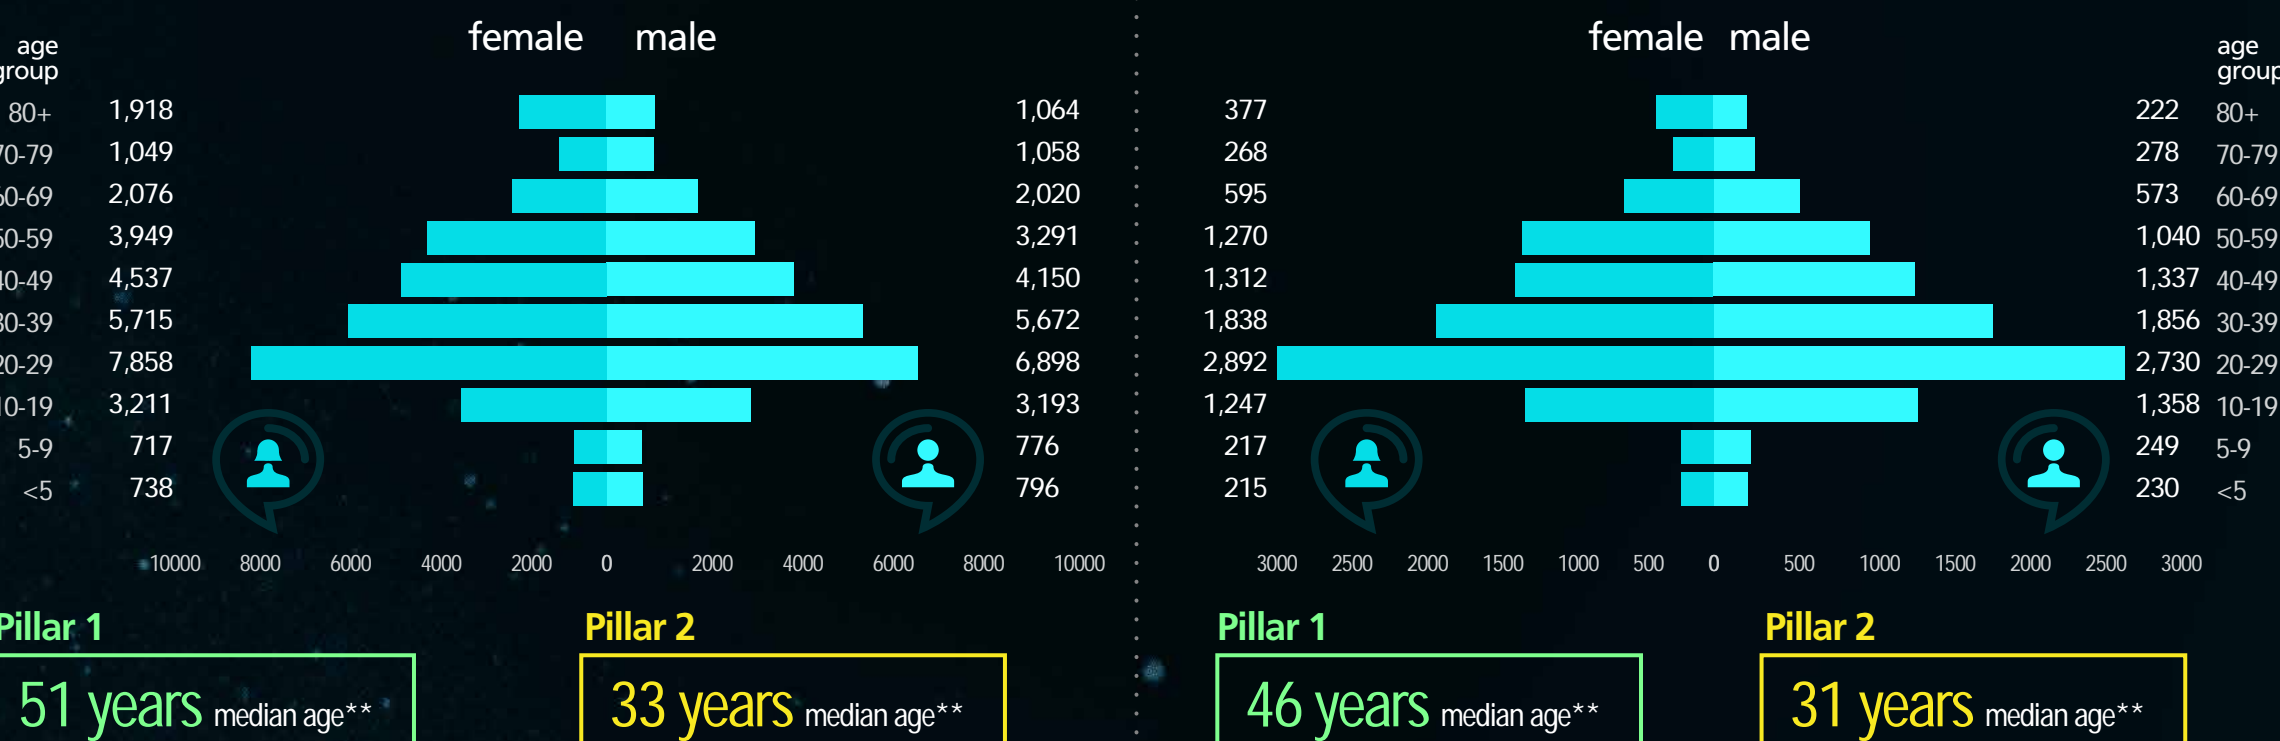 female male
female male
age
group
age
group
80+ 1,918 1,064 377 222 80+
70-79 1,049 1,058 268 278 70-79
60-69 2,076 2,020 595 573 60-69
50-59 3,949 3,291 1,270 1,040 50-59
40-49 4,537 4,150 1,312 1,337 40-49
30-39 5,715 5,672 1,838 1,856 30-39
20-29 7,858 6,898 2,892 2,730 20-29
10-19 3,211 3,193 1,247 1,358 10-19
5-9 717 776 217 249 5-9
<5 738 796 215 230 <5
10000 8000 6000 4000 2000 0 2000 4000 6000 8000 10000
3000 2500 2000 1500 1000 500 0 500 1000 1500 2000 2500 3000
Pillar 1
51 years median age**
Pillar 2
33 years median age**
Pillar 1
46 years median age**
Pillar 2
31 years median age**